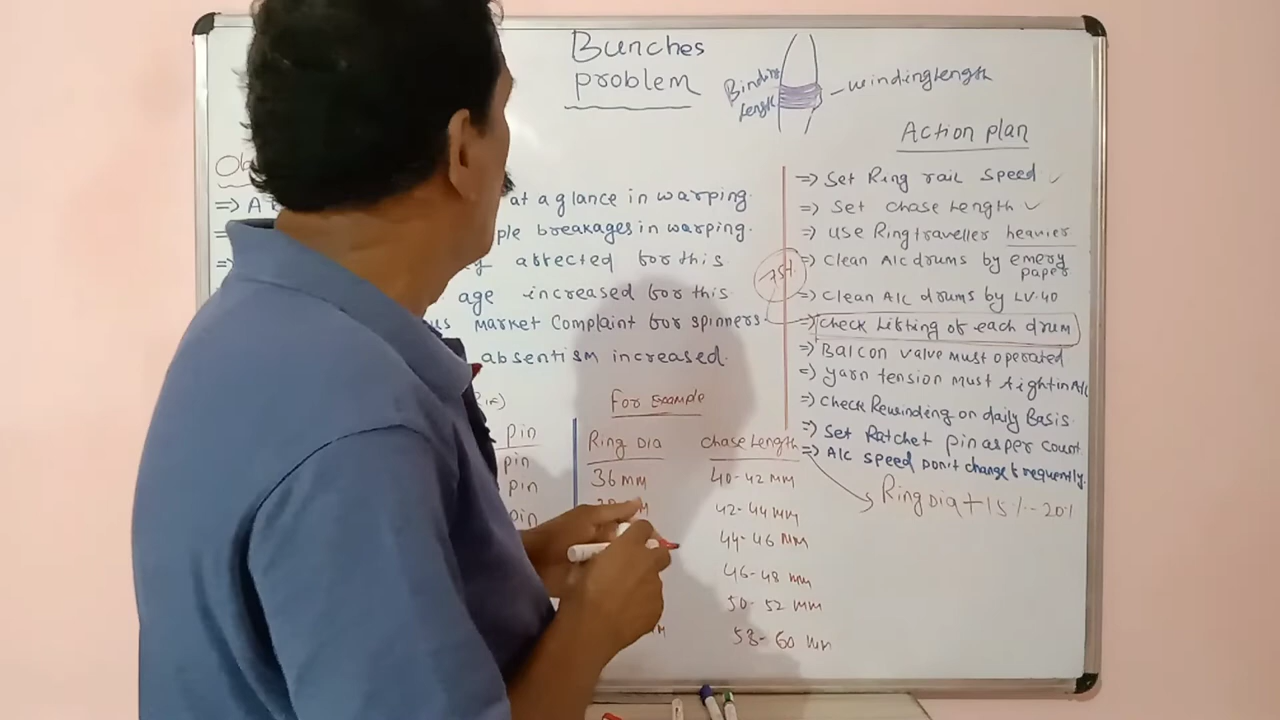 Bunches
problem
Binding
Length
windingLength
Action plan
=> Set Ring rail speed ✓
=> Set chase Length ✓
=> use Ringtraveller heavier
=> Clean A/c drums by emery
paper
=> Clean A/c drums by LV-40
=> Check Lifting of each drum
=> Balcon valve must operated
=> yarn tension must tight in A/c
=> Check Rewinding on daily Basis.
=> Set Ratchet pin as per count
=> A/c speed Don't change frequently.
Ring Dia + 15%-20%
75%
=> A
at a glance in warping.
ple breakages in warping.
affected for this
age increased for this
us market Complaint for spinners
absentism increased.
For Example
pin
pin
pin
pin
Ring Dia
chase Length
36 mm
40-42 MM
42-44 MM
44-46 MM
46-48 MM
50-52 MM
58-60 MM